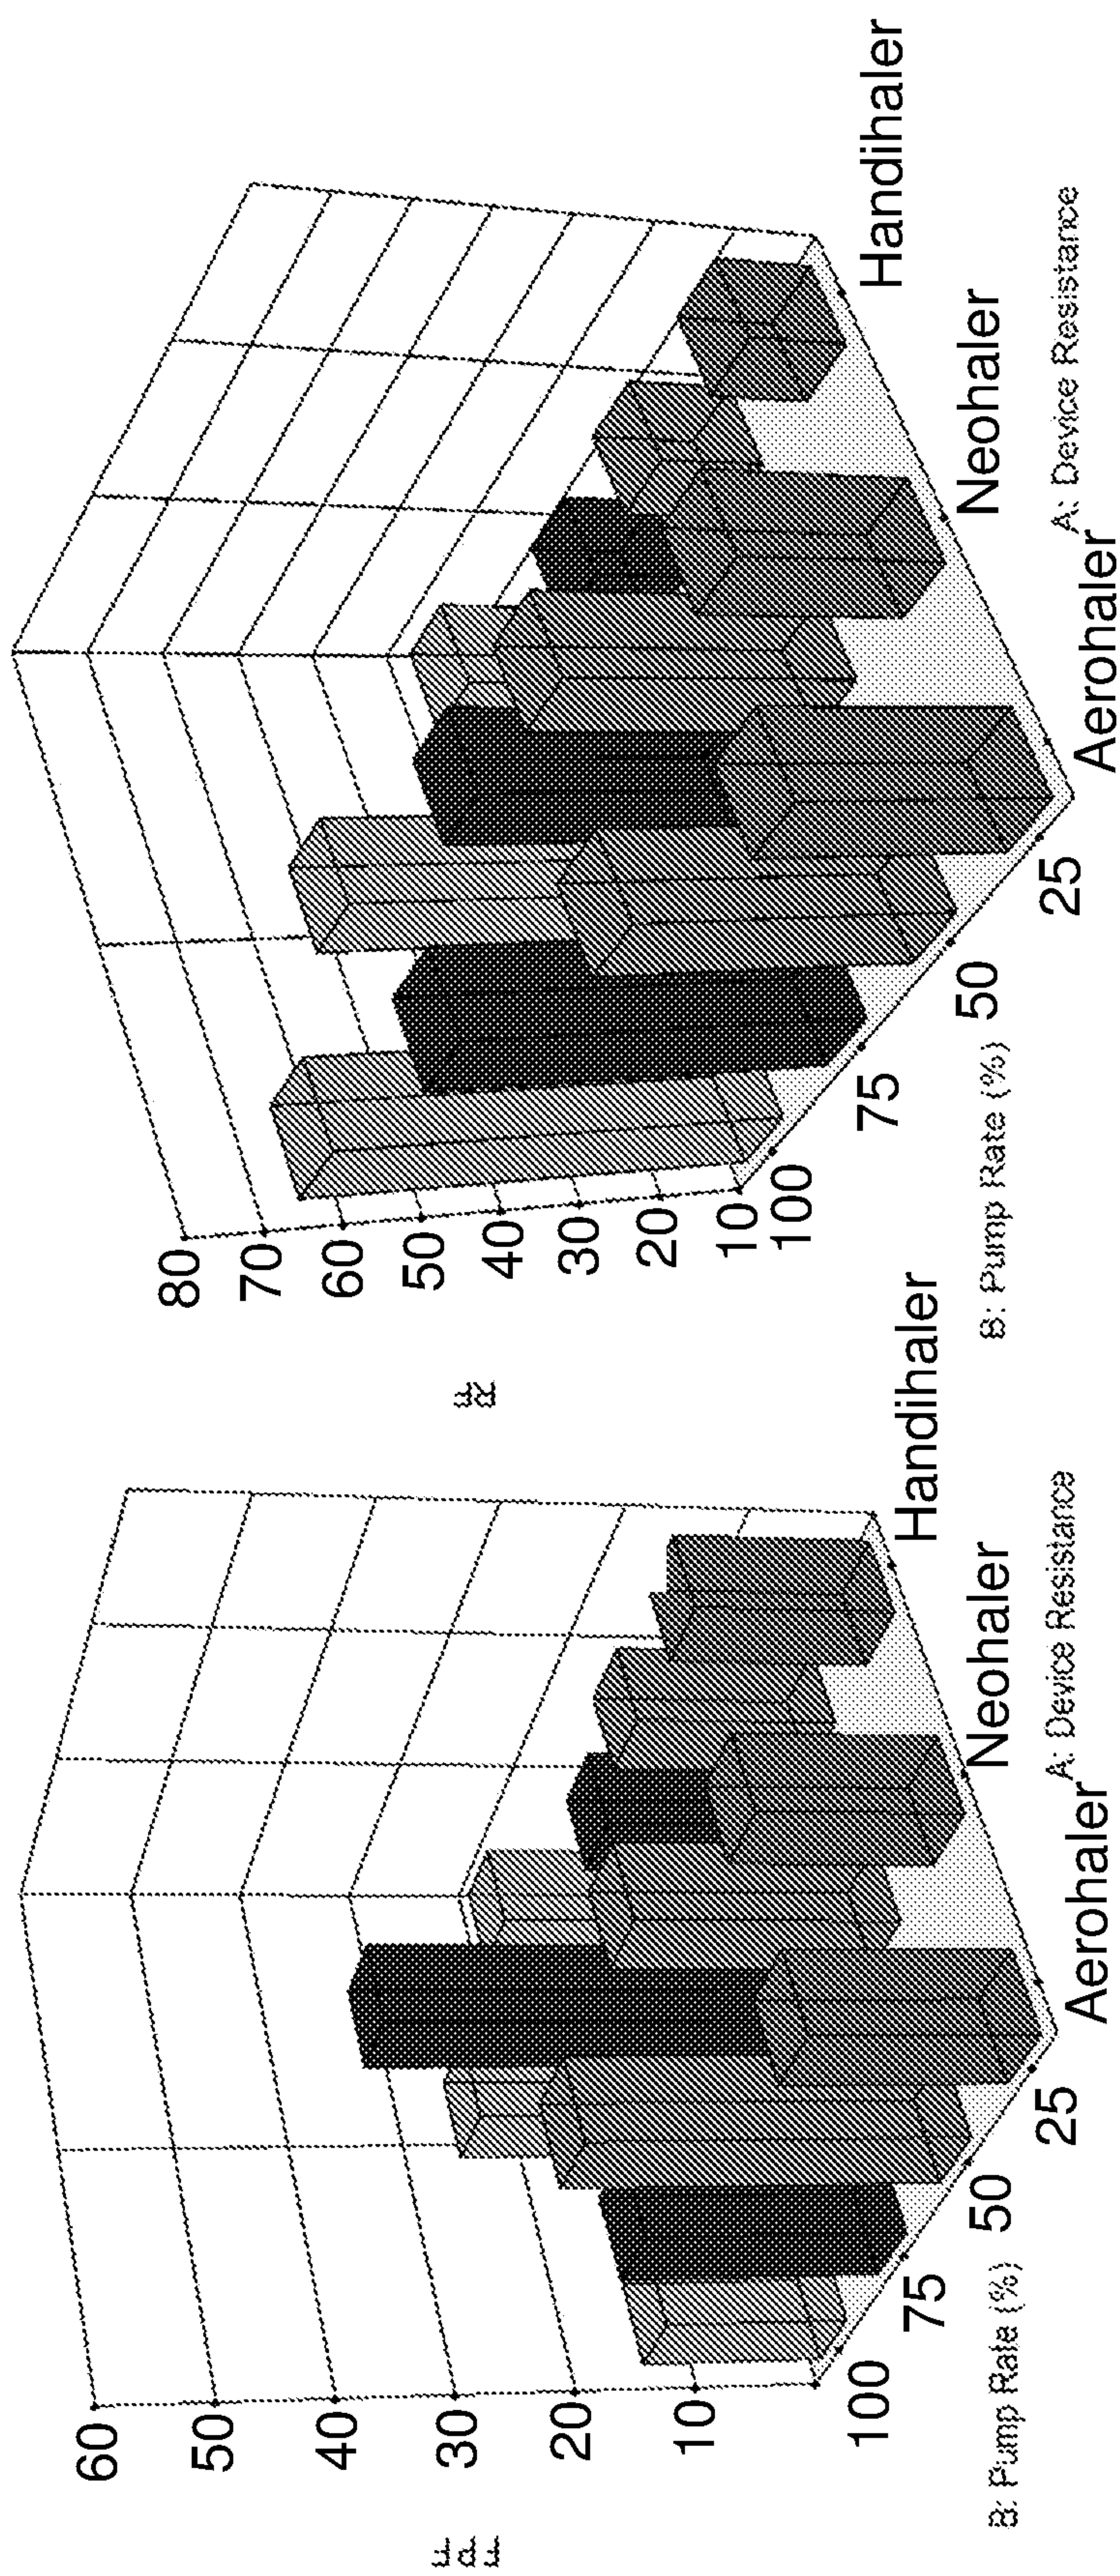 FPF
60
50
40
30
20
10
100
75
50
25
B: Pump Rate (%)
Aerohaler
Neohaler
Handihaler
A: Device Resistance
RF
80
70
60
50
40
30
20
10
100
75
50
25
B: Pump Rate (%)
Aerohaler
Neohaler
Handihaler
A: Device Resistance